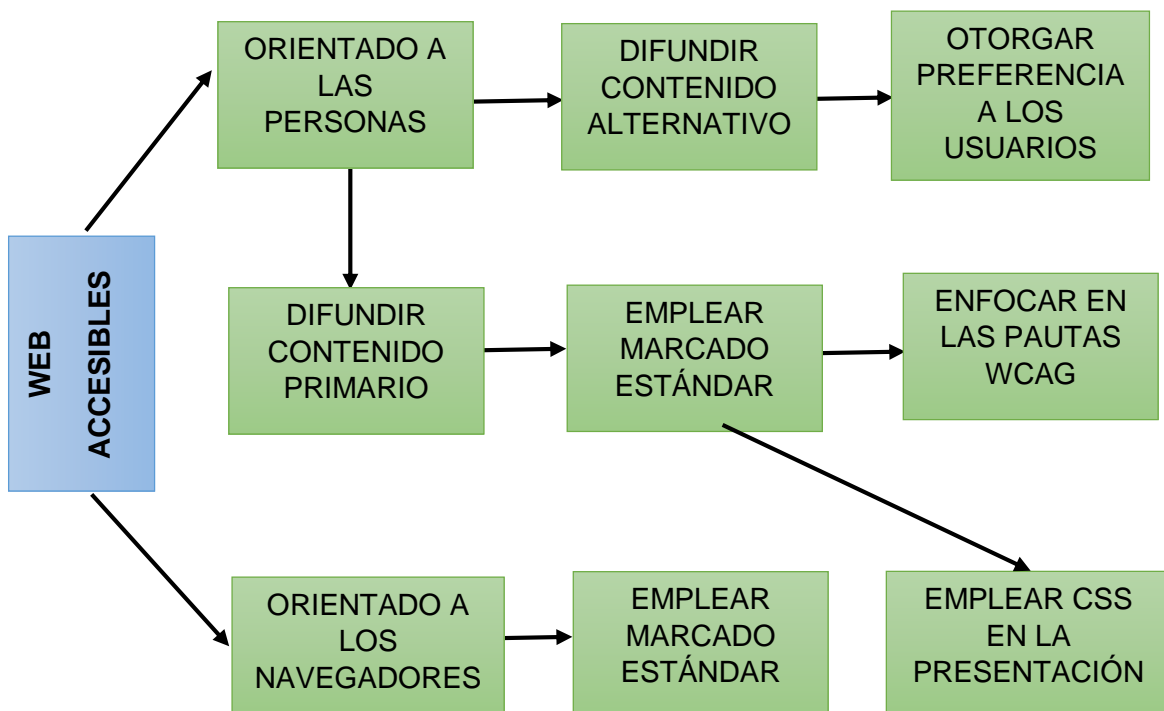 ORIENTADO A
LAS
PERSONAS
DIFUNDIR
CONTENIDO
ALTERNATIVO
OTORGAR
PREFERENCIA
A LOS
USUARIOS
WEB
ACCESIBLES
DIFUNDIR
CONTENIDO
PRIMARIO
EMPLEAR
MARCADO
ESTÁNDAR
ENFOCAR EN
LAS PAUTAS
WCAG
ORIENTADO A
LOS
NAVEGADORES
EMPLEAR
MARCADO
ESTÁNDAR
EMPLEAR CSS
EN LA
PRESENTACIÓN